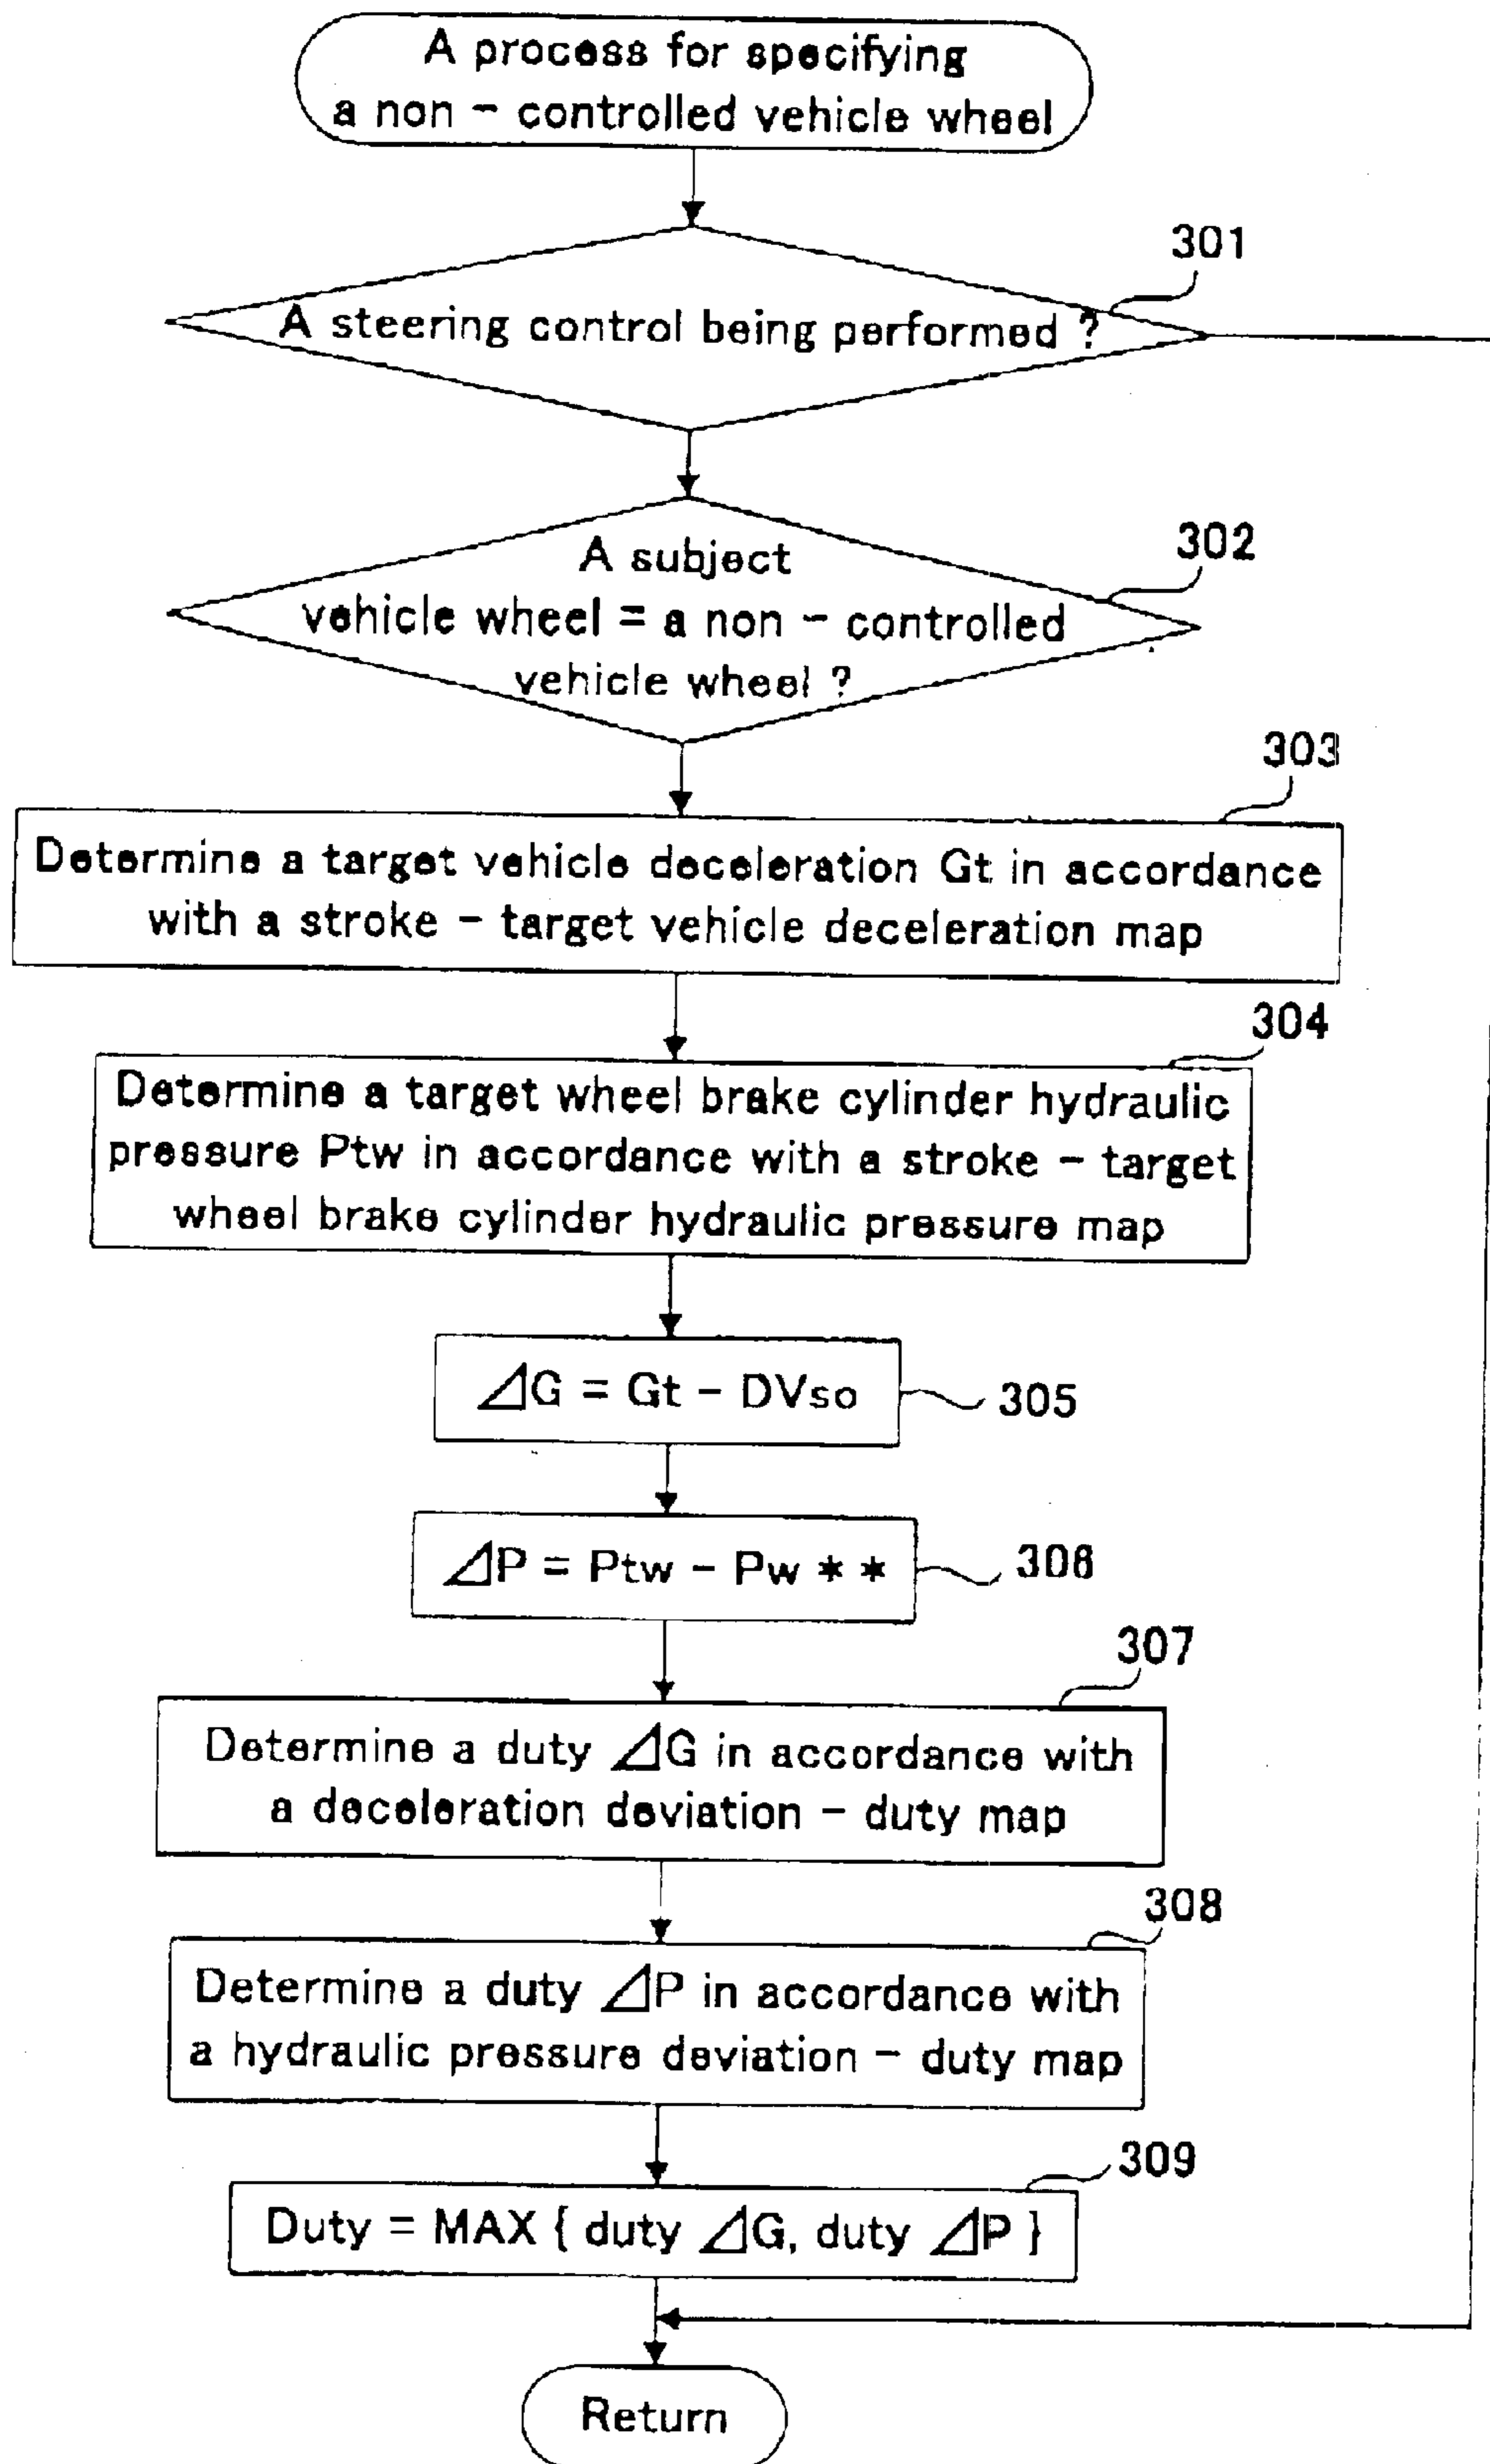 A process for specifying
a non - controlled vehicle wheel
301
A steering control being performed ?
302
A subject
vehicle wheel = a non - controlled
vehicle wheel ?
303
Determine a target vehicle deceleration Gt in accordance
with a stroke - target vehicle deceleration map
304
Determine a target wheel brake cylinder hydraulic
pressure Ptw in accordance with a stroke - target
wheel brake cylinder hydraulic pressure map
⊿G = Gt - DVso
305
⊿P = Ptw - Pw * *
306
307
Determine a duty ⊿G in accordance with
a deceleration deviation - duty map
308
Determine a duty ⊿P in accordance with
a hydraulic pressure deviation - duty map
309
Duty = MAX { duty ⊿G, duty ⊿P }
Return